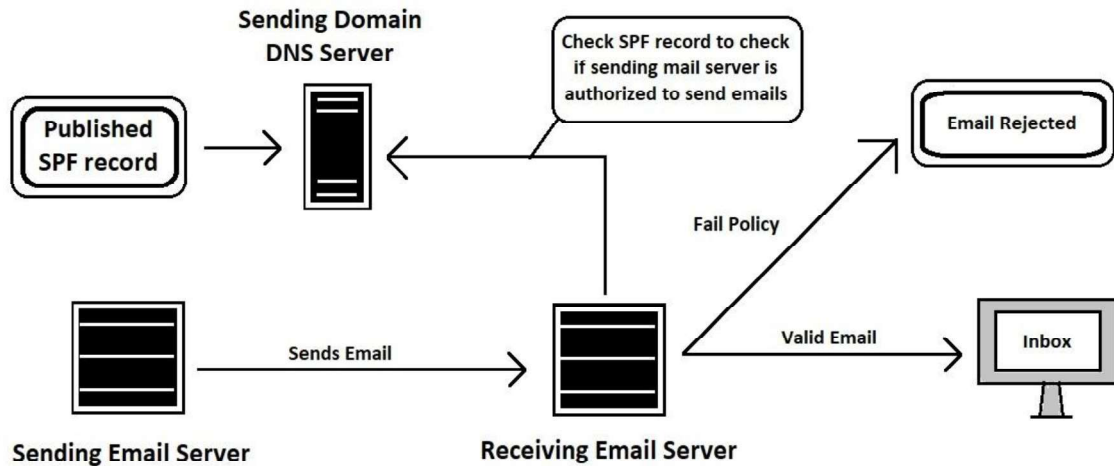 Sending Domain
DNS Server
Check SPF record to check
if sending mail server is
authorized to send emails
Published
SPF record
Email Rejected
Fail Policy
Sends Email
Valid Email
Inbox
Sending Email Server
Receiving Email Server